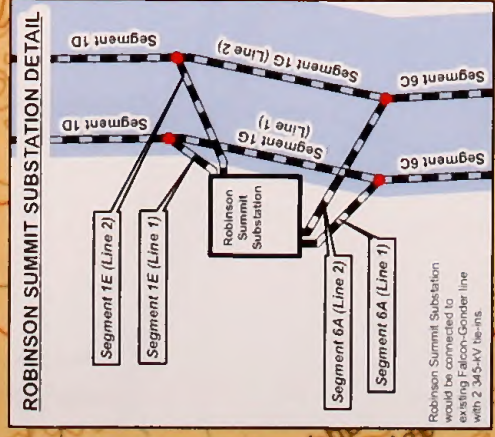 ROBINSON SUMMIT SUBSTATION DETAIL
Segment 1D
Segment 1G (Line 2)
Segment 6C
Segment 1D
Segment 1G
(Line 1)
Segment 6C
Robinson
Summit
Substation
Segment 1E (Line 2)
Segment 1E (Line 1)
Segment 6A (Line 2)
Segment 6A (Line 1)
Robinson Summit Substation
would be connected to
existing Falcon-Gonder line
with 2 345-kV tie-ins.